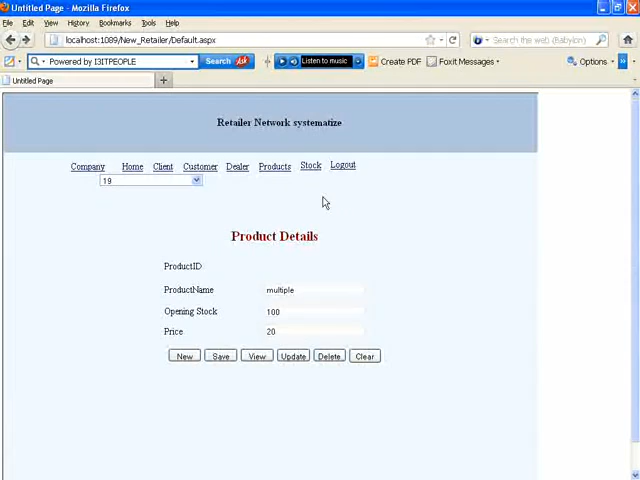 Untitled Page - Mozilla Firefox
File Edit View History Bookmarks Tools Help
localhost:1089/New_Retailer/Default.aspx
Search the web (Babylon)
Powered by I3ITPEOPLE Search Ask Listen to music Create PDF Foxit Messages Options »
Untitled Page
Retailer Network systematize
Company Home Client Customer Dealer Products Stock Logout
19
Product Details
ProductID
ProductName multiple
Opening Stock 100
Price 20
New Save View Update Delete Clear